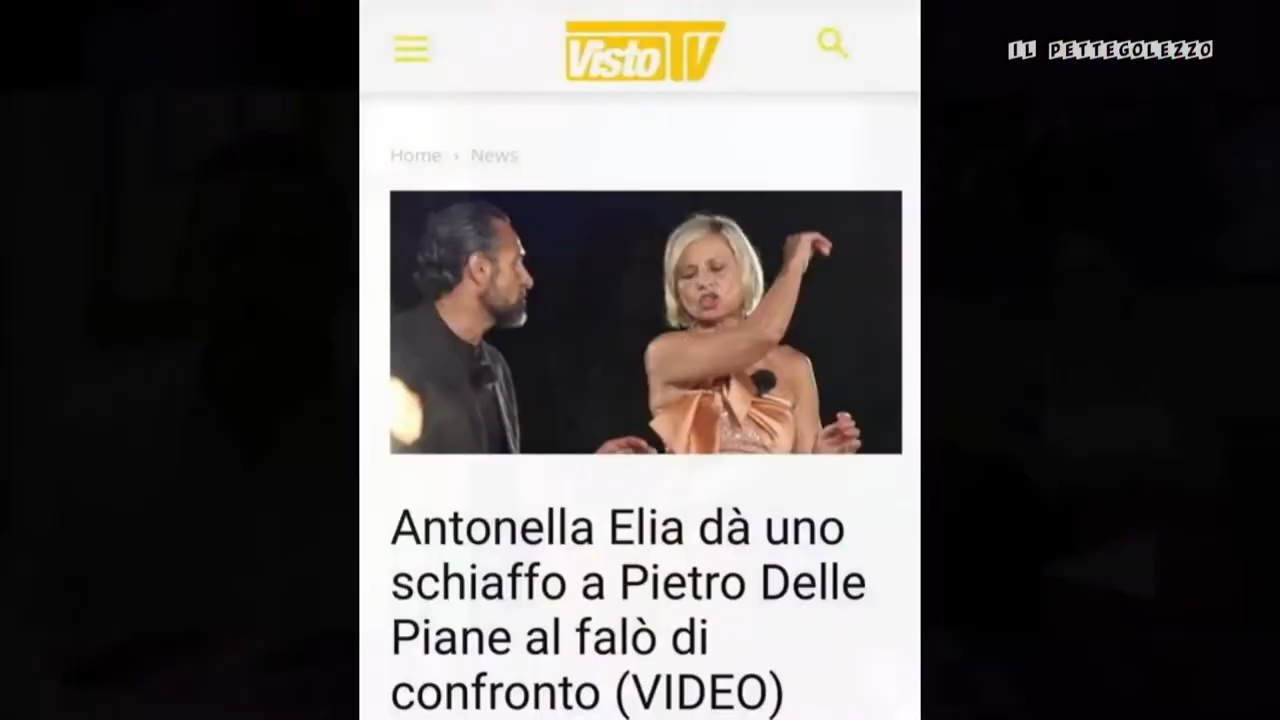 Visto TV
IL PETTEGOLEZZO
Home › News
Antonella Elia dà uno
schiaffo a Pietro Delle
Piane al falò di
confronto (VIDEO)